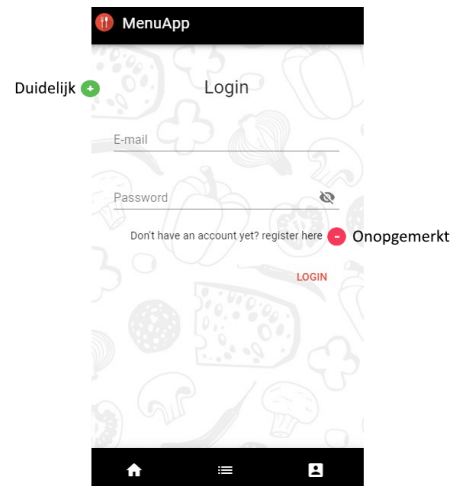 MenuApp
Duidelijk +
Login
E-mail
Password
Don't have an account yet? register here - Onopgemerkt
LOGIN